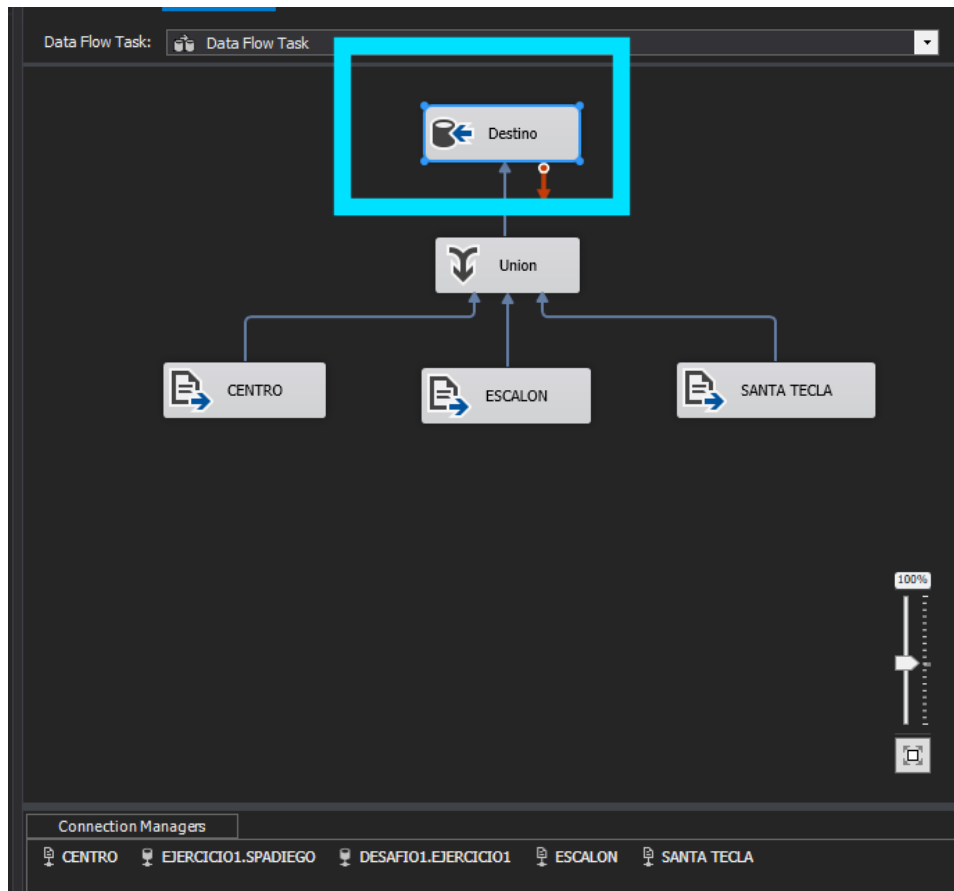 Data Flow Task: Data Flow Task
Destino
Union
CENTRO
ESCALON
SANTA TECLA
100%
Connection Managers
CENTRO EJERCICIO1.SPADIEGO DESAFIO1.EJERCICIO1 ESCALON SANTA TECLA